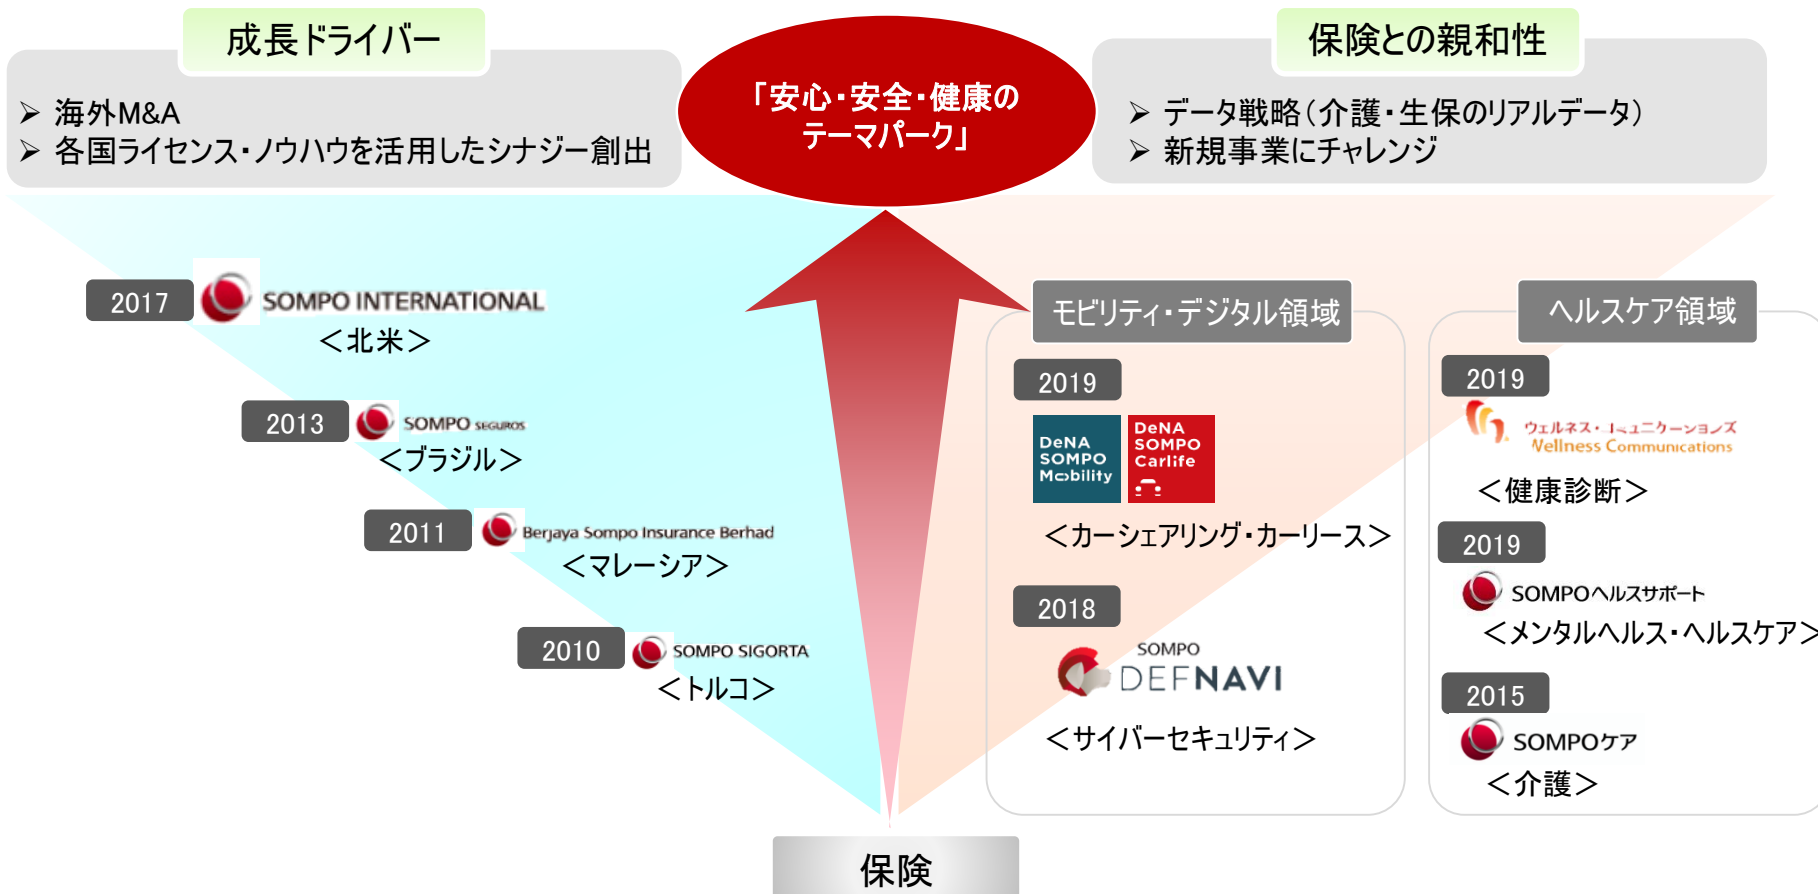 成長ドライバー
➢ 海外M&A
➢ 各国ライセンス・ノウハウを活用したシナジー創出
「安心・安全・健康の
テーマパーク」
保険との親和性
➢ データ戦略（介護・生保のリアルデータ）
➢ 新規事業にチャレンジ
2017
SOMPO INTERNATIONAL
＜北米＞
2013
SOMPO SEGUROS
＜ブラジル＞
2011
Berjaya Sompo Insurance Berhad
＜マレーシア＞
2010
SOMPO SIGORTA
＜トルコ＞
モビリティ・デジタル領域
2019
DeNA
SOMPO
Mobility
DeNA
SOMPO
Carlife
＜カーシェアリング・カーリース＞
2018
SOMPO
DEFNAVI
＜サイバーセキュリティ＞
ヘルスケア領域
2019
ウェルネス・コミュニケーションズ
Wellness Communications
＜健康診断＞
2019
SOMPOヘルスサポート
＜メンタルヘルス・ヘルスケア＞
2015
SOMPOケア
＜介護＞
保険